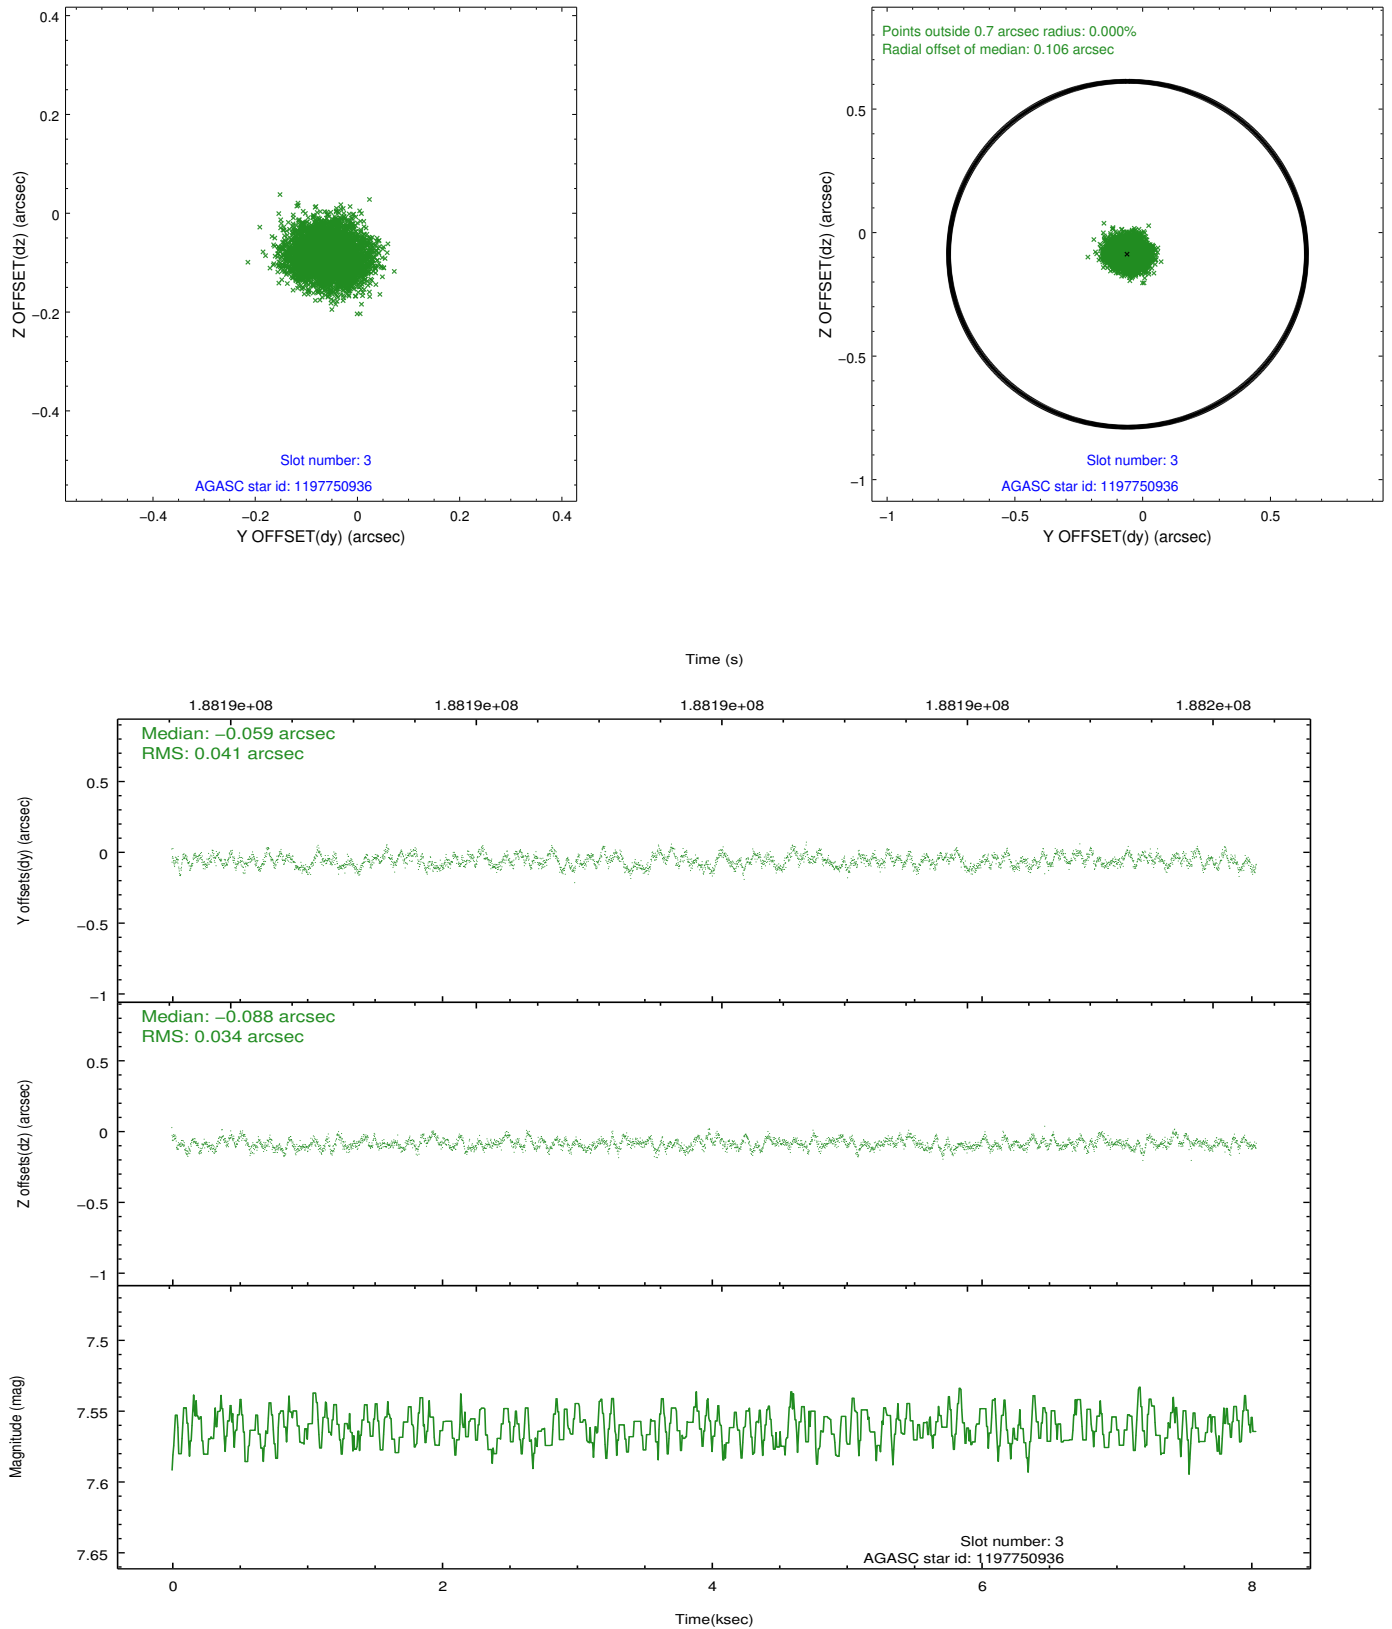 0.4
0.2
0
−0.2
−0.4
Z OFFSET(dz) (arcsec)
Slot number: 3
AGASC star id: 1197750936
−0.4 −0.2 0 0.2 0.4
Y OFFSET(dy) (arcsec)
Points outside 0.7 arcsec radius: 0.000%
Radial offset of median: 0.106 arcsec
0.5
0
−0.5
−1
Z OFFSET(dz) (arcsec)
Slot number: 3
AGASC star id: 1197750936
−1 −0.5 0 0.5
Y OFFSET(dy) (arcsec)
Time (s)
1.8819e+08 1.8819e+08 1.8819e+08 1.8819e+08 1.882e+08
Median: −0.059 arcsec
RMS: 0.041 arcsec
0.5
0
−0.5
−1
Y offsets(dy) (arcsec)
Median: −0.088 arcsec
RMS: 0.034 arcsec
0.5
0
−0.5
−1
Z offsets(dz) (arcsec)
7.5
7.55
7.6
7.65
Magnitude (mag)
Slot number: 3
AGASC star id: 1197750936
0 2 4 6 8
Time(ksec)